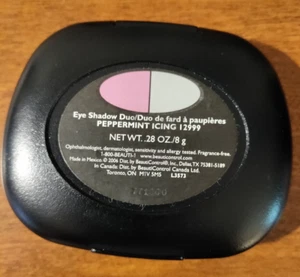 Eye Shadow Duo/Duo de fard à paupières
PEPPERMINT ICING 12999
NET WT. .28 OZ./8 g
Ophthalmologist, dermatologist, sensitivity and allergy tested. Fragrance-free.
1-800-BEAUTI-1 www.beauticontrol.com
Made in Mexico © 2006 Dist. by BeautiControl, Inc., Dallas, TX 75381-5189
In Canada: Dist. by BeautiControl Canada Ltd.
Toronto, ON M1V 5M5 L3573